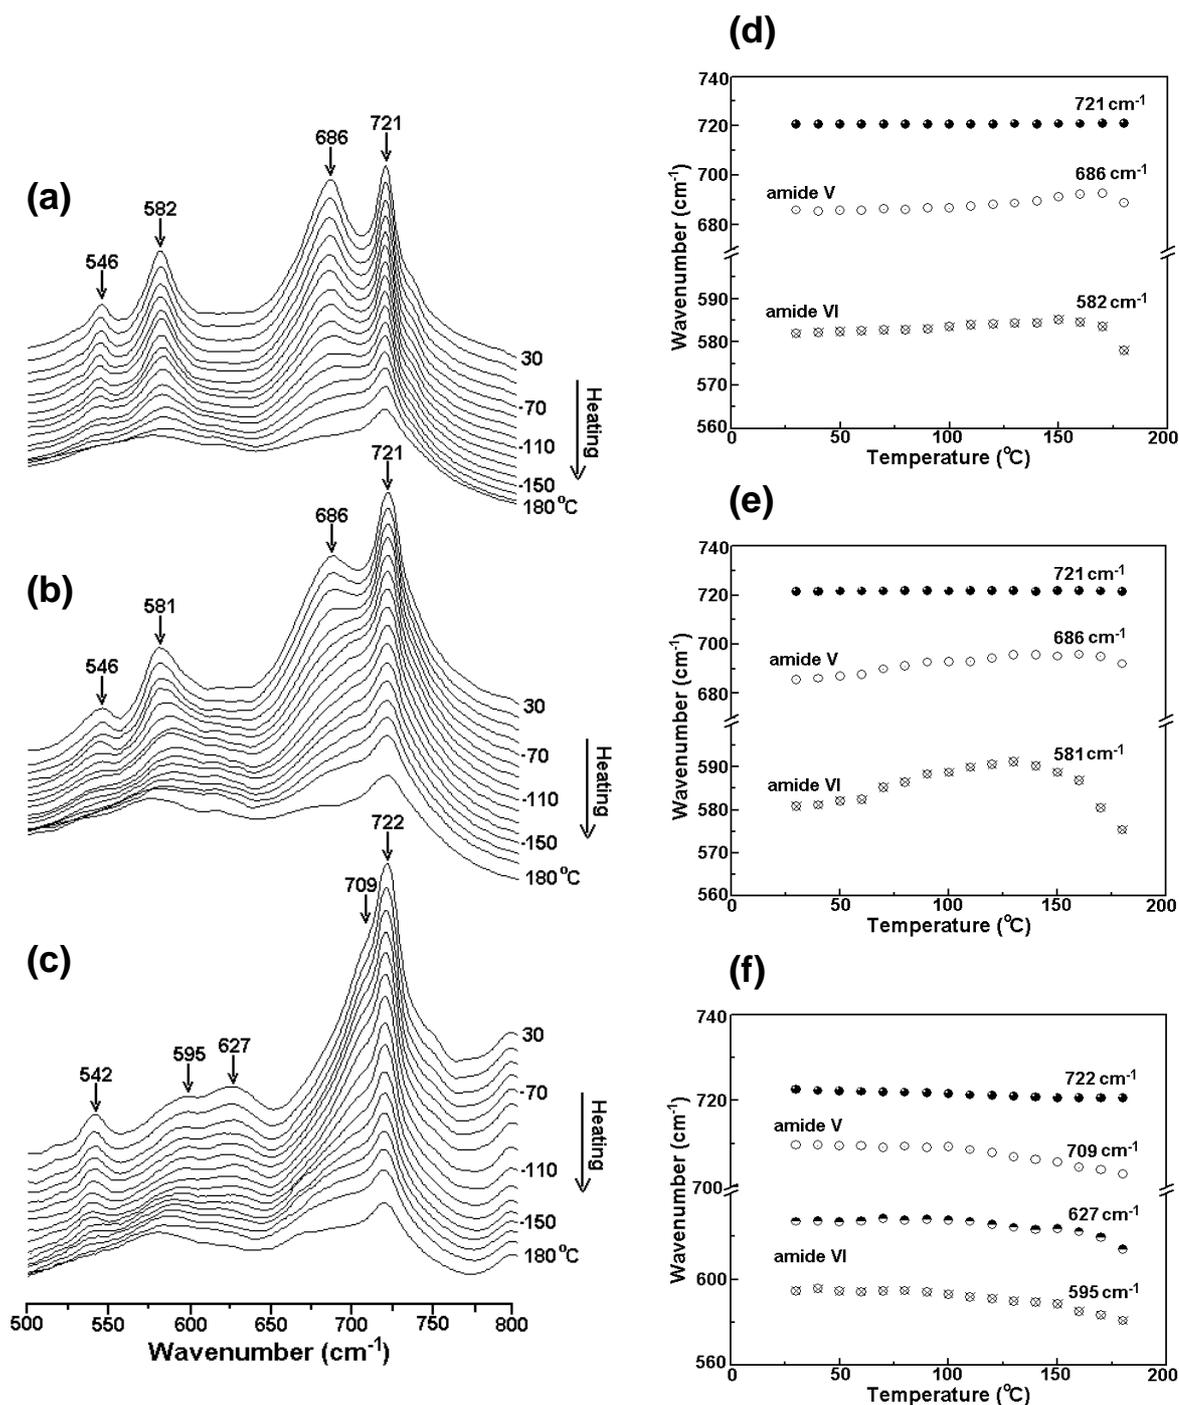 (a)
546
582
686
721
30
-70
-110
-150
180 °C
Heating
(b)
546
581
686
721
30
-70
-110
-150
180 °C
Heating
(c)
542
595
627
709
722
30
-70
-110
-150
180 °C
Heating
500 550 600 650 700 750 800
Wavenumber (cm-1)
(d)
740
720
700
680
590
580
570
560
Wavenumber (cm-1)
721 cm-1
686 cm-1
amide V
582 cm-1
amide VI
0 50 100 150 200
Temperature (°C)
(e)
740
720
700
680
590
580
570
560
Wavenumber (cm-1)
721 cm-1
686 cm-1
amide V
581 cm-1
amide VI
0 50 100 150 200
Temperature (°C)
(f)
740
720
700
600
560
Wavenumber (cm-1)
722 cm-1
amide V
709 cm-1
627 cm-1
amide VI
595 cm-1
0 50 100 150 200
Temperature (°C)